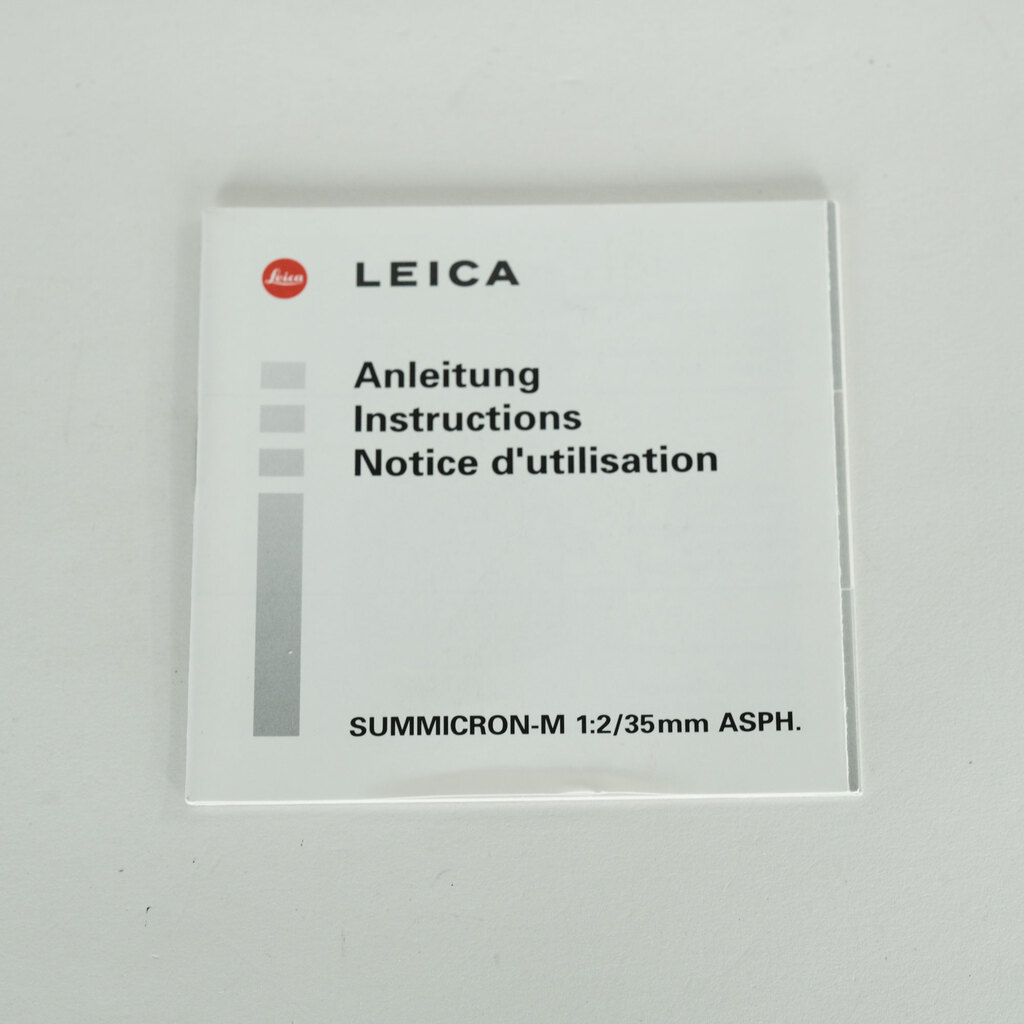 Leica LEICA
Anleitung
Instructions
Notice d'utilisation
SUMMICRON-M 1:2/35mm ASPH.